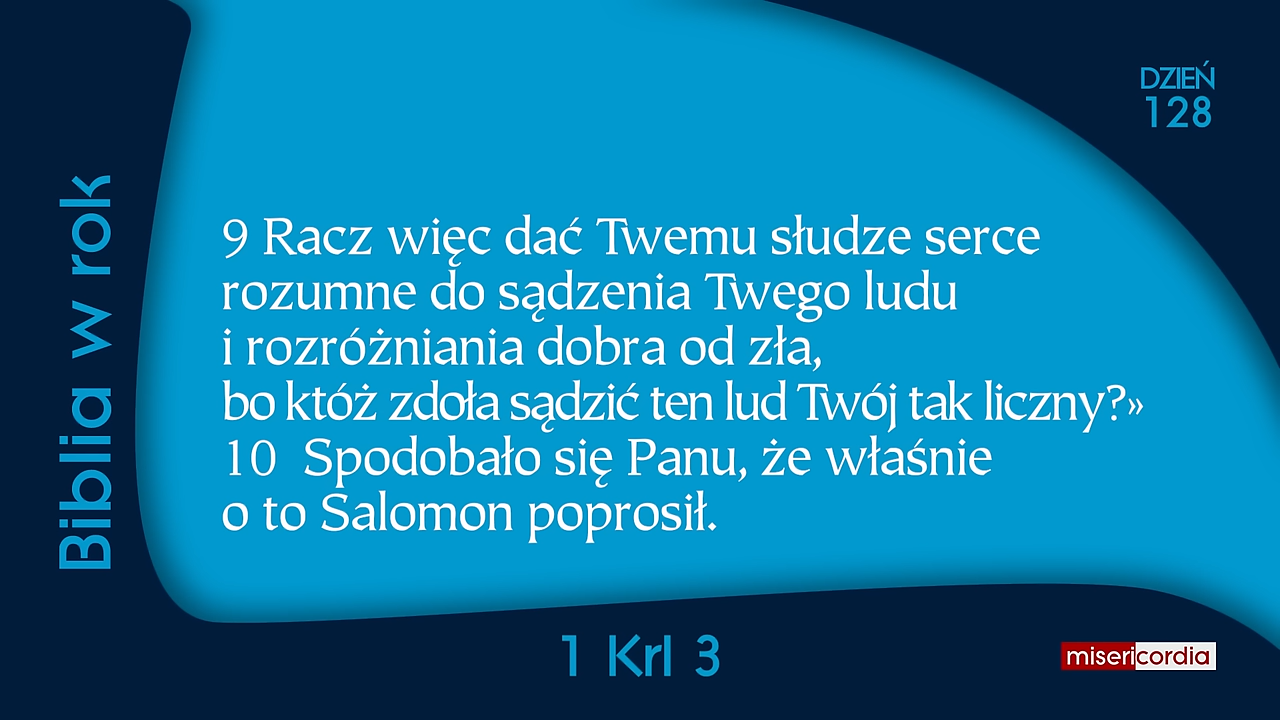 DZIEŃ
128
Biblia w rok
9 Racz więc dać Twemu słudze serce
rozumne do sądzenia Twego ludu
i rozróżniania dobra od zła,
bo któż zdoła sądzić ten lud Twój tak liczny?»
10 Spodobało się Panu, że właśnie
o to Salomon poprosił.
1 Krl 3
misericordia